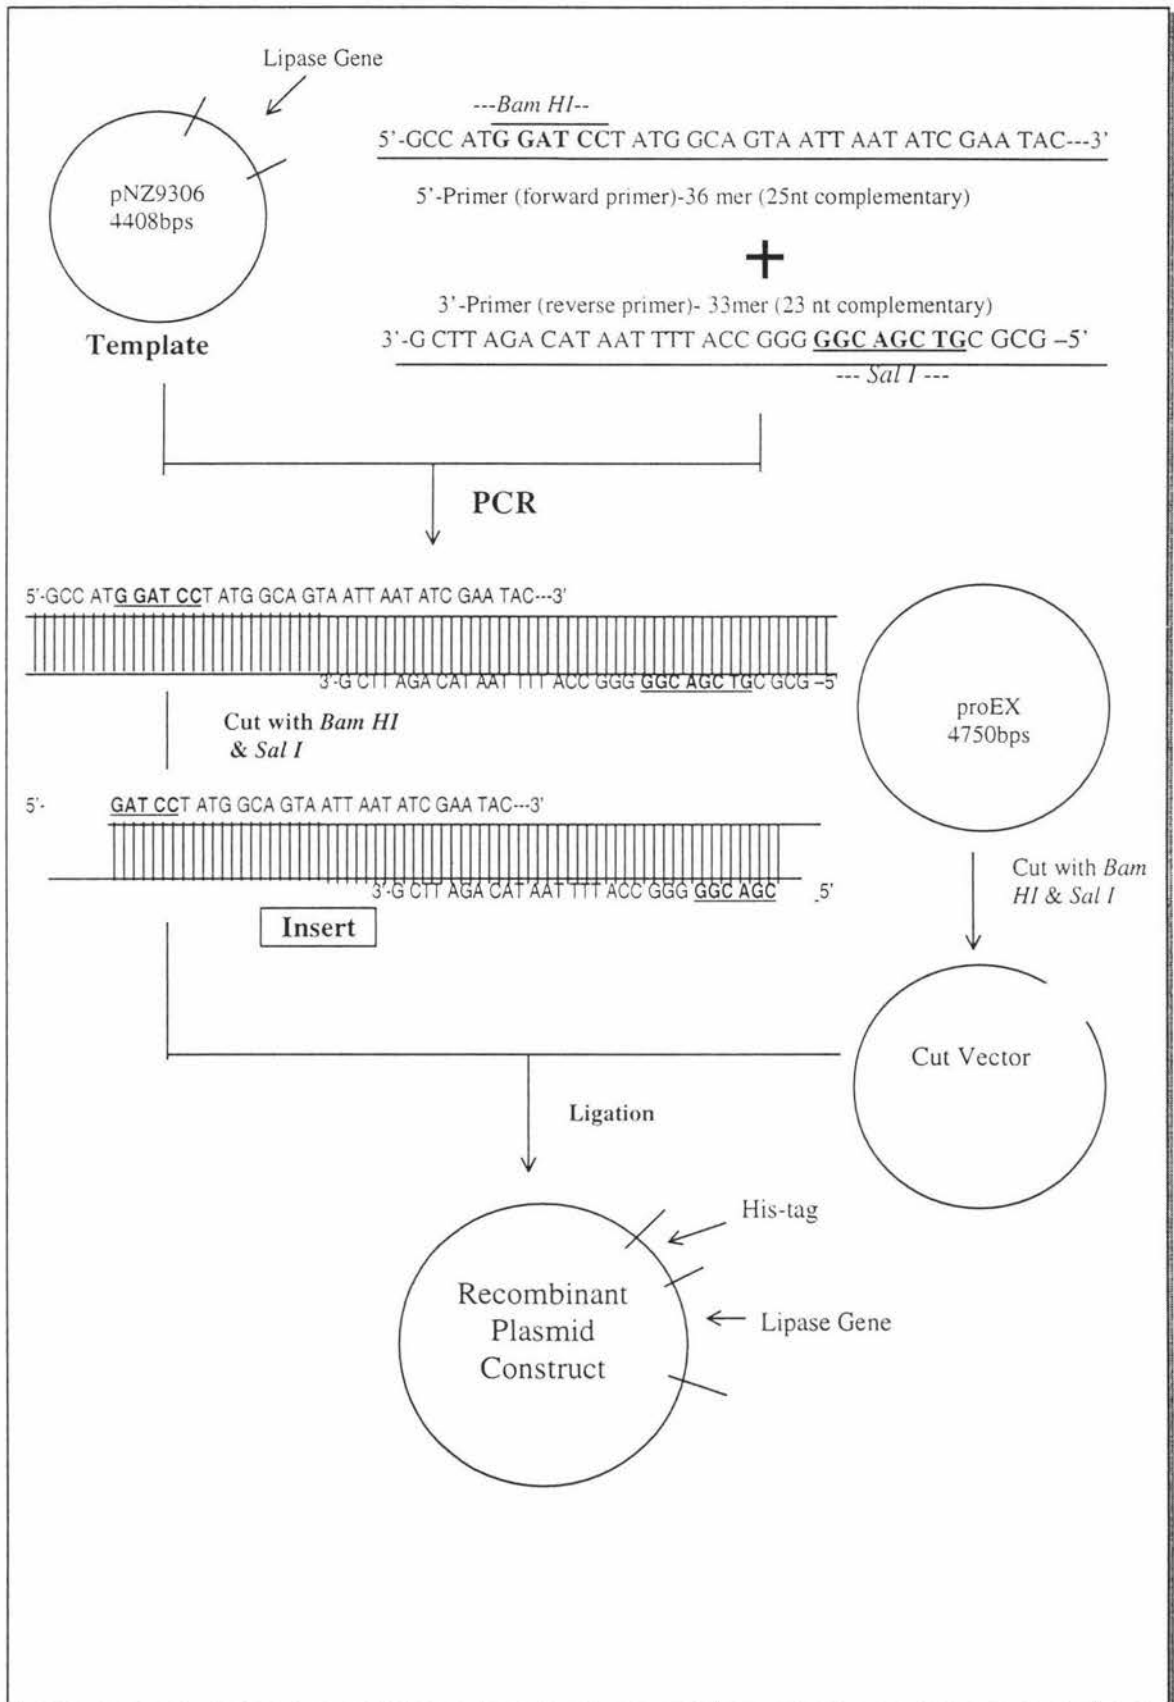 Lipase Gene
---Bam HI--
5'-GCC ATG GAT CCT ATG GCA GTA ATT AAT ATC GAA TAC---3'
pNZ9306
4408bps
5'-Primer (forward primer)-36 mer (25nt complementary)
+
3'-Primer (reverse primer)- 33mer (23 nt complementary)
Template
3'-G CTT AGA CAT AAT TTT ACC GGG GGC AGC TGC GCG –5'
--- Sal I ---
PCR
5'-GCC ATG GAT CCT ATG GCA GTA ATT AAT ATC GAA TAC---3'
3'-G CTT AGA CAT AAT TTT ACC GGG GGC AGC TGC GCG –5'
Cut with Bam HI
& Sal I
proEX
4750bps
5'- GAT CCT ATG GCA GTA ATT AAT ATC GAA TAC---3'
3'-G CTT AGA CAT AAT TTT ACC GGG GGC AGC -5'
Cut with Bam
HI & Sal I
Insert
Cut Vector
Ligation
His-tag
Recombinant
Plasmid
Construct
Lipase Gene